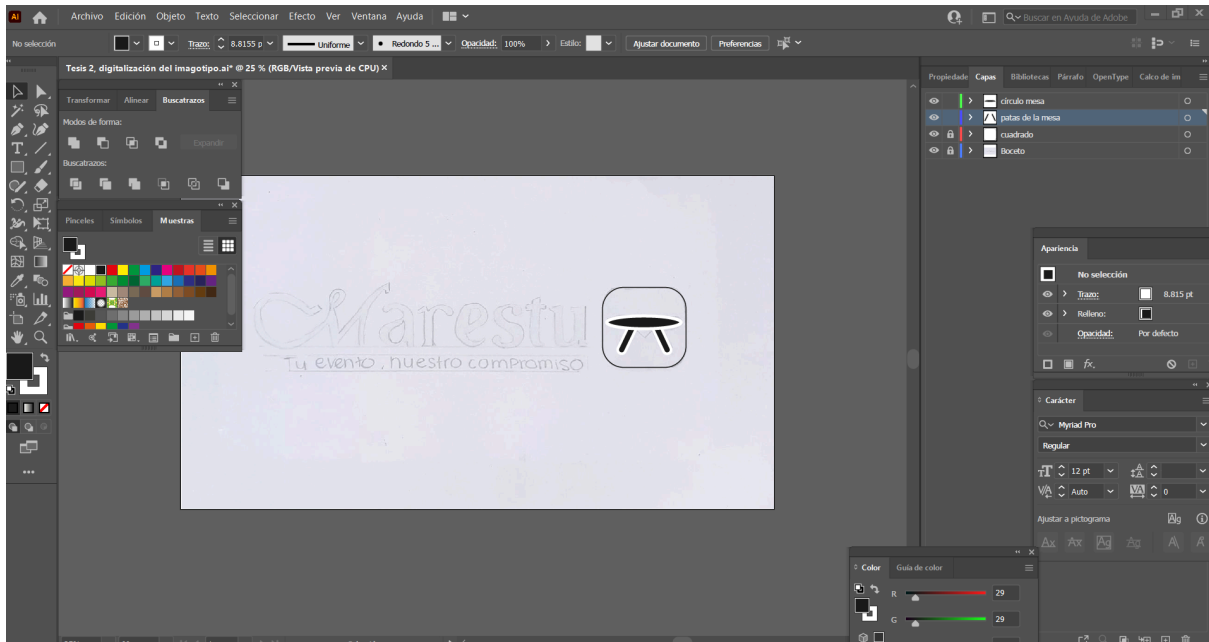 Ai Archivo Edición Objeto Texto Seleccionar Efecto Ver Ventana Ayuda Buscar en Ayuda de Adobe
No selección Trazo: 8.8155 p Uniforme Redondo 5 ... Opacidad: 100% Estilo: Ajustar documento Preferencias
Tesis 2, digitalización del imagotipo.ai* @ 25 % (RGB/Vista previa de CPU) ×
Transformar Alinear Buscatrazos
Modos de forma:
Expandir
Buscatrazos:
Pinceles Símbolos Muestras
Marestu
Tu evento, nuestro compromiso
Propiedade Capas Bibliotecas Párrafo OpenType Calco de im
círculo mesa
patas de la mesa
cuadrado
Boceto
Apariencia
No selección
Trazo: 8.815 pt
Relleno:
Opacidad: Por defecto
fx.
Carácter
Myriad Pro
Regular
12 pt
Auto 0
Ajustar a pictograma
Color Guía de color
R 29
G 29